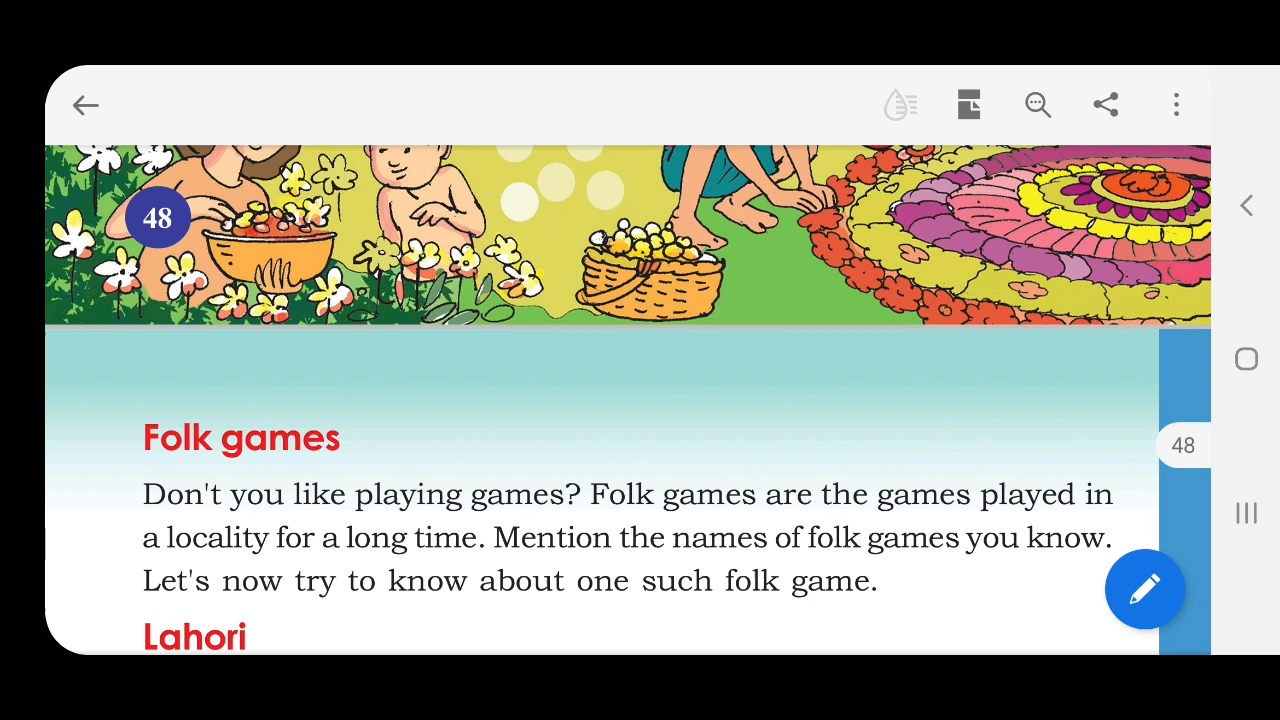 48
Folk games
Don't you like playing games? Folk games are the games played in
a locality for a long time. Mention the names of folk games you know.
48
Let's now try to know about one such folk game.
Lahori